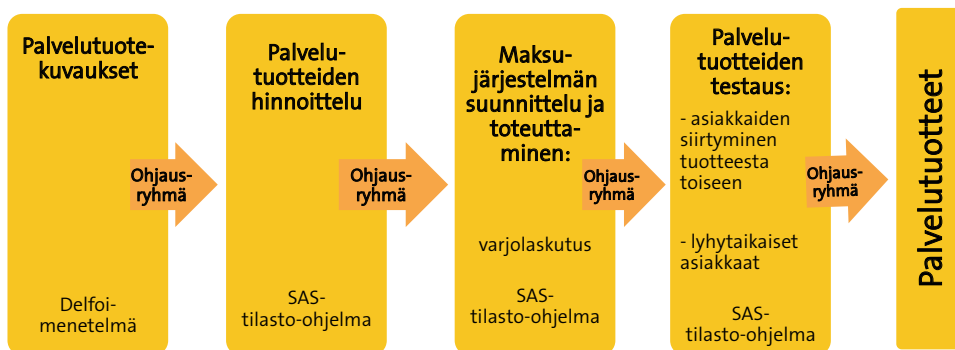 Palvelutuote-
kuvaukset
Delfoi-
menetelmä
Ohjaus-
ryhmä
Palvelu-
tuotteiden
hinnoittelu
SAS-
tilasto-ohjelma
Ohjaus-
ryhmä
Maksu-
järjestelmän
suunnittelu ja
toteutta-
minen:
varjolaskutus
SAS-
tilasto-ohjelma
Ohjaus-
ryhmä
Palvelu-
tuotteiden
testaus:
- asiakkaiden
siirtyminen
tuotteesta
toiseen
- lyhytaikaiset
asiakkaat
SAS-
tilasto-ohjelma
Ohjaus-
ryhmä
Palvelutuotteet